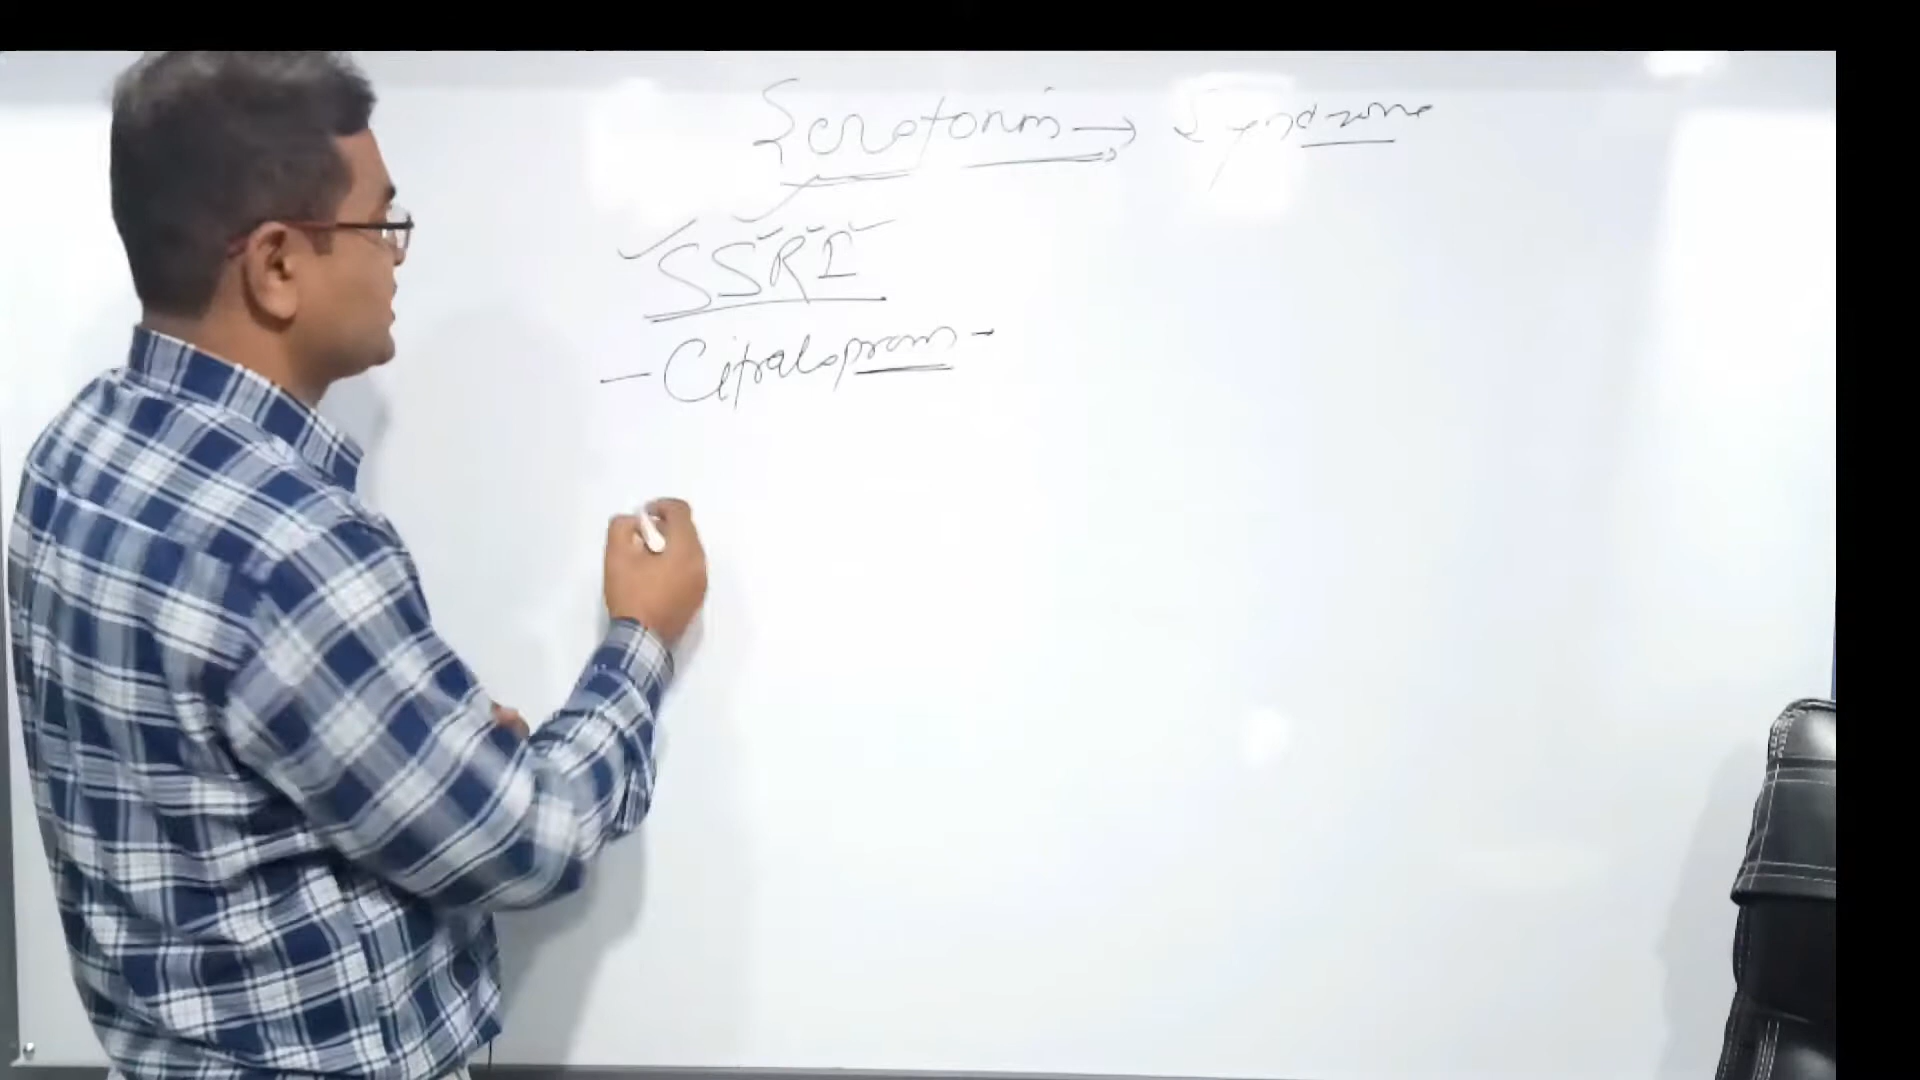 Serotonin → Syndrome
SSRI
- Citalopram -